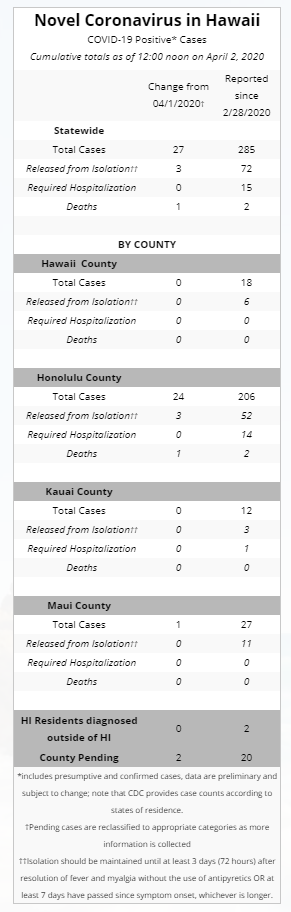 Novel Coronavirus in Hawaii
COVID-19 Positive* Cases
Cumulative totals as of 12:00 noon on April 2, 2020
Change from
04/1/2020†
Reported
since
2/28/2020
Statewide
Total Cases 27 285
Released from Isolation†† 3 72
Required Hospitalization 0 15
Deaths 1 2
BY COUNTY
Hawaii County
Total Cases 0 18
Released from Isolation†† 0 6
Required Hospitalization 0 0
Deaths 0 0
Honolulu County
Total Cases 24 206
Released from Isolation†† 3 52
Required Hospitalization 0 14
Deaths 1 2
Kauai County
Total Cases 0 12
Released from Isolation†† 0 3
Required Hospitalization 0 1
Deaths 0 0
Maui County
Total Cases 1 27
Released from Isolation†† 0 11
Required Hospitalization 0 0
Deaths 0 0
HI Residents diagnosed
outside of HI 0 2
County Pending 2 20
*includes presumptive and confirmed cases, data are preliminary and
subject to change; note that CDC provides case counts according to
states of residence.
†Pending cases are reclassified to appropriate categories as more
information is collected
††Isolation should be maintained until at least 3 days (72 hours) after
resolution of fever and myalgia without the use of antipyretics OR at
least 7 days have passed since symptom onset, whichever is longer.